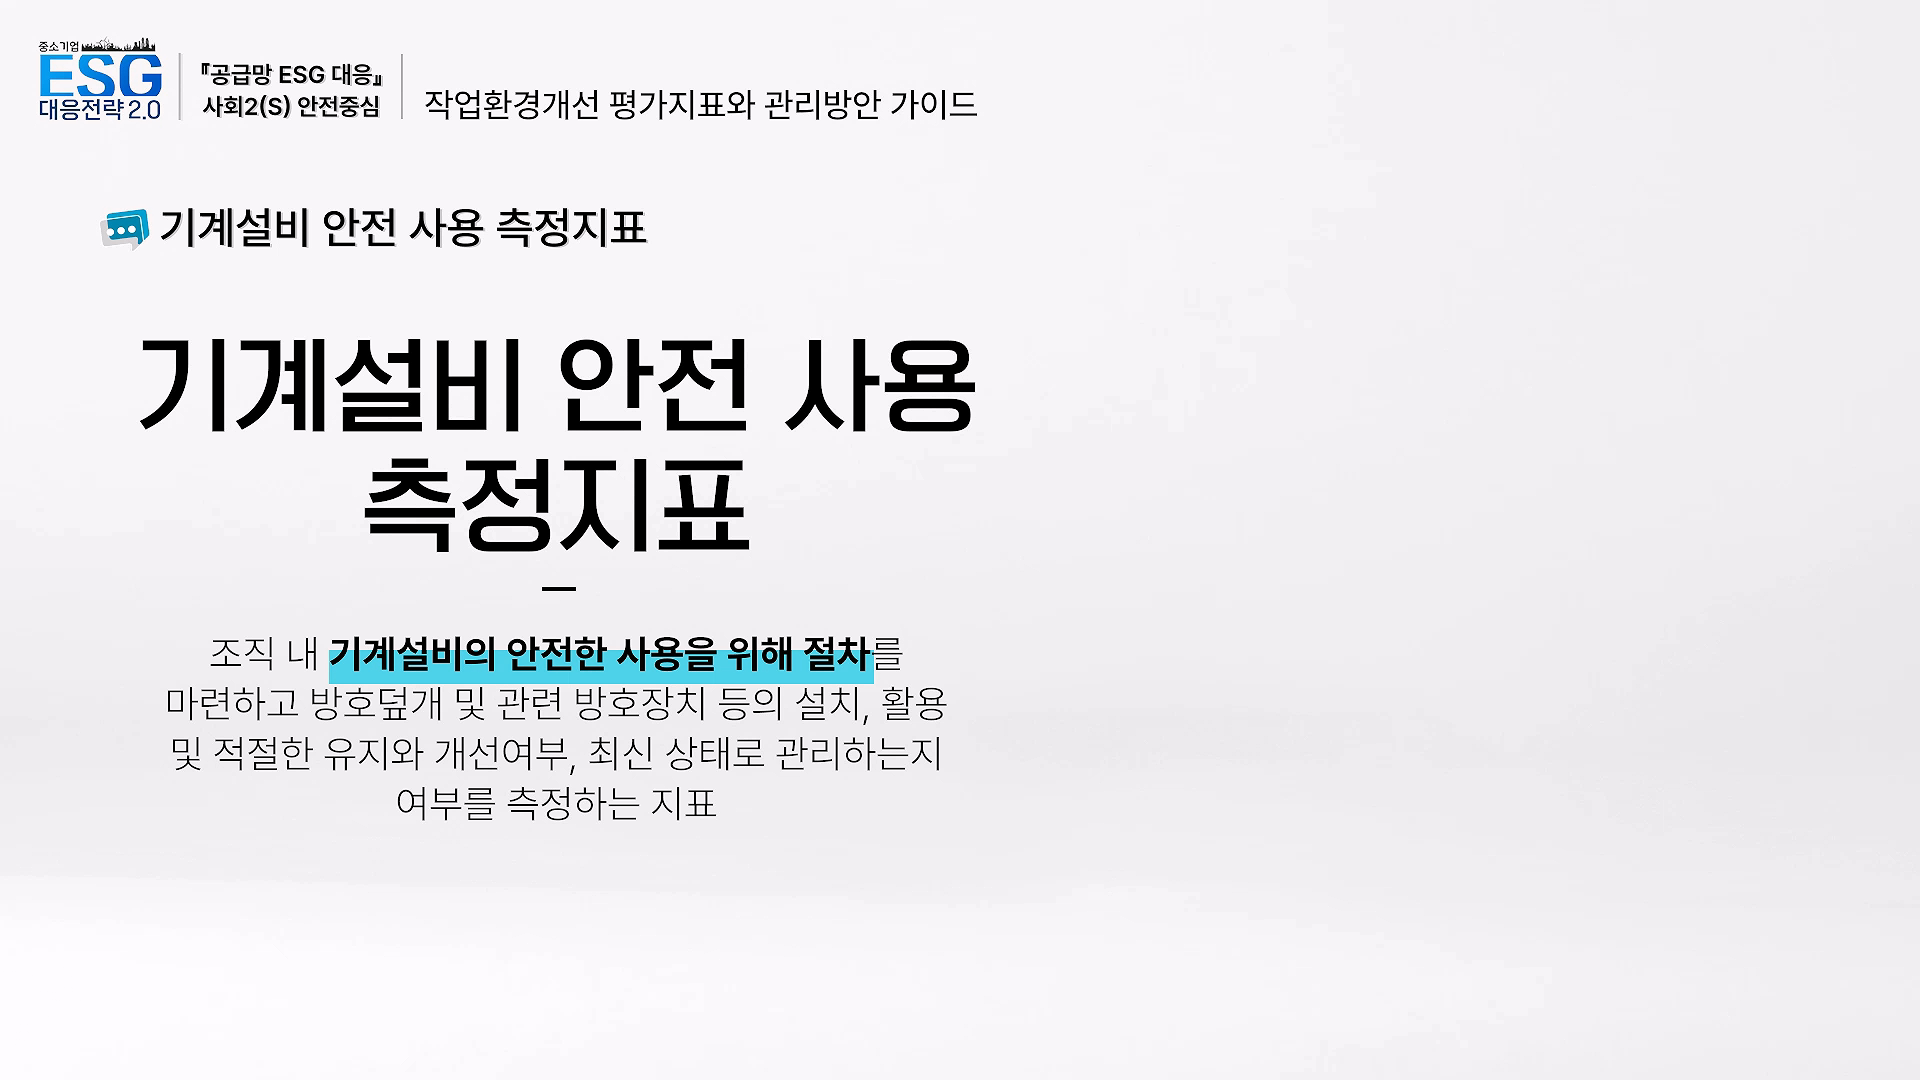 중소기업
ESG
대응전략 2.0
『공급망 ESG 대응』
사회2(S) 안전중심
작업환경개선 평가지표와 관리방안 가이드
기계설비 안전 사용 측정지표
기계설비 안전 사용
측정지표
조직 내 기계설비의 안전한 사용을 위해 절차를
마련하고 방호덮개 및 관련 방호장치 등의 설치, 활용
및 적절한 유지와 개선여부, 최신 상태로 관리하는지
여부를 측정하는 지표